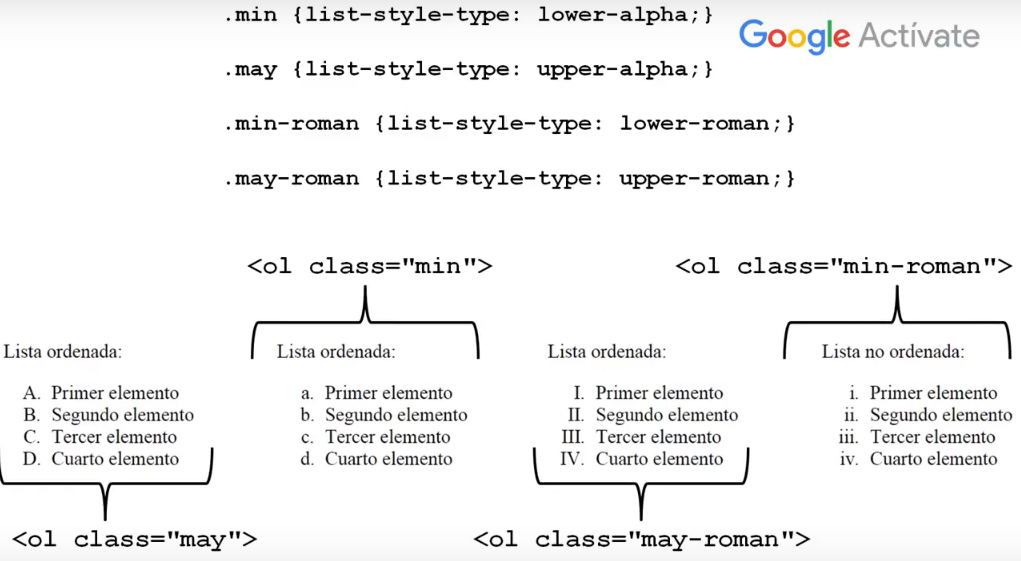 .min {list-style-type: lower-alpha;}
Google Actívate
.may {list-style-type: upper-alpha;}
.min-roman {list-style-type: lower-roman;}
.may-roman {list-style-type: upper-roman;}
<ol class="min">
<ol class="min-roman">
Lista ordenada:
A. Primer elemento
B. Segundo elemento
C. Tercer elemento
D. Cuarto elemento
Lista ordenada:
a. Primer elemento
b. Segundo elemento
c. Tercer elemento
d. Cuarto elemento
Lista ordenada:
I. Primer elemento
II. Segundo elemento
III. Tercer elemento
IV. Cuarto elemento
Lista no ordenada:
i. Primer elemento
ii. Segundo elemento
iii. Tercer elemento
iv. Cuarto elemento
<ol class="may">
<ol class="may-roman">